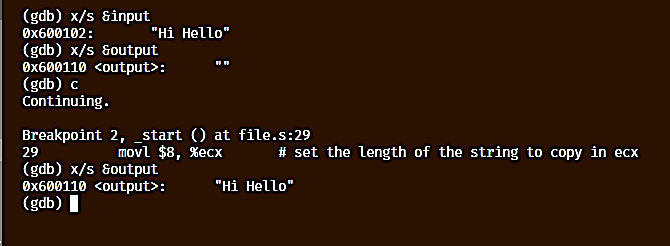 (gdb) x/s &input
0x600102:       "Hi Hello"
(gdb) x/s &output
0x600110 <output>:      ""
(gdb) c
Continuing.

Breakpoint 2, _start () at file.s:29
29          movl $8, %ecx       # set the length of the string to copy in ecx
(gdb) x/s &output
0x600110 <output>:      "Hi Hello"
(gdb)